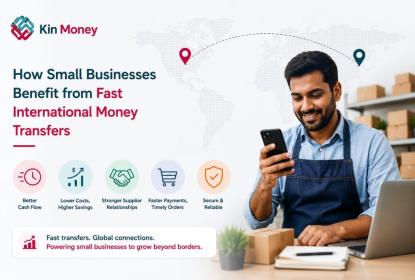 Kin Money
How Small Businesses
Benefit from Fast
International Money
Transfers
Better
Cash Flow
Lower Costs,
Higher Savings
Stronger Supplier
Relationships
Faster Payments,
Timely Orders
Secure &
Reliable
Fast transfers. Global connections.
Powering small businesses to grow beyond borders.